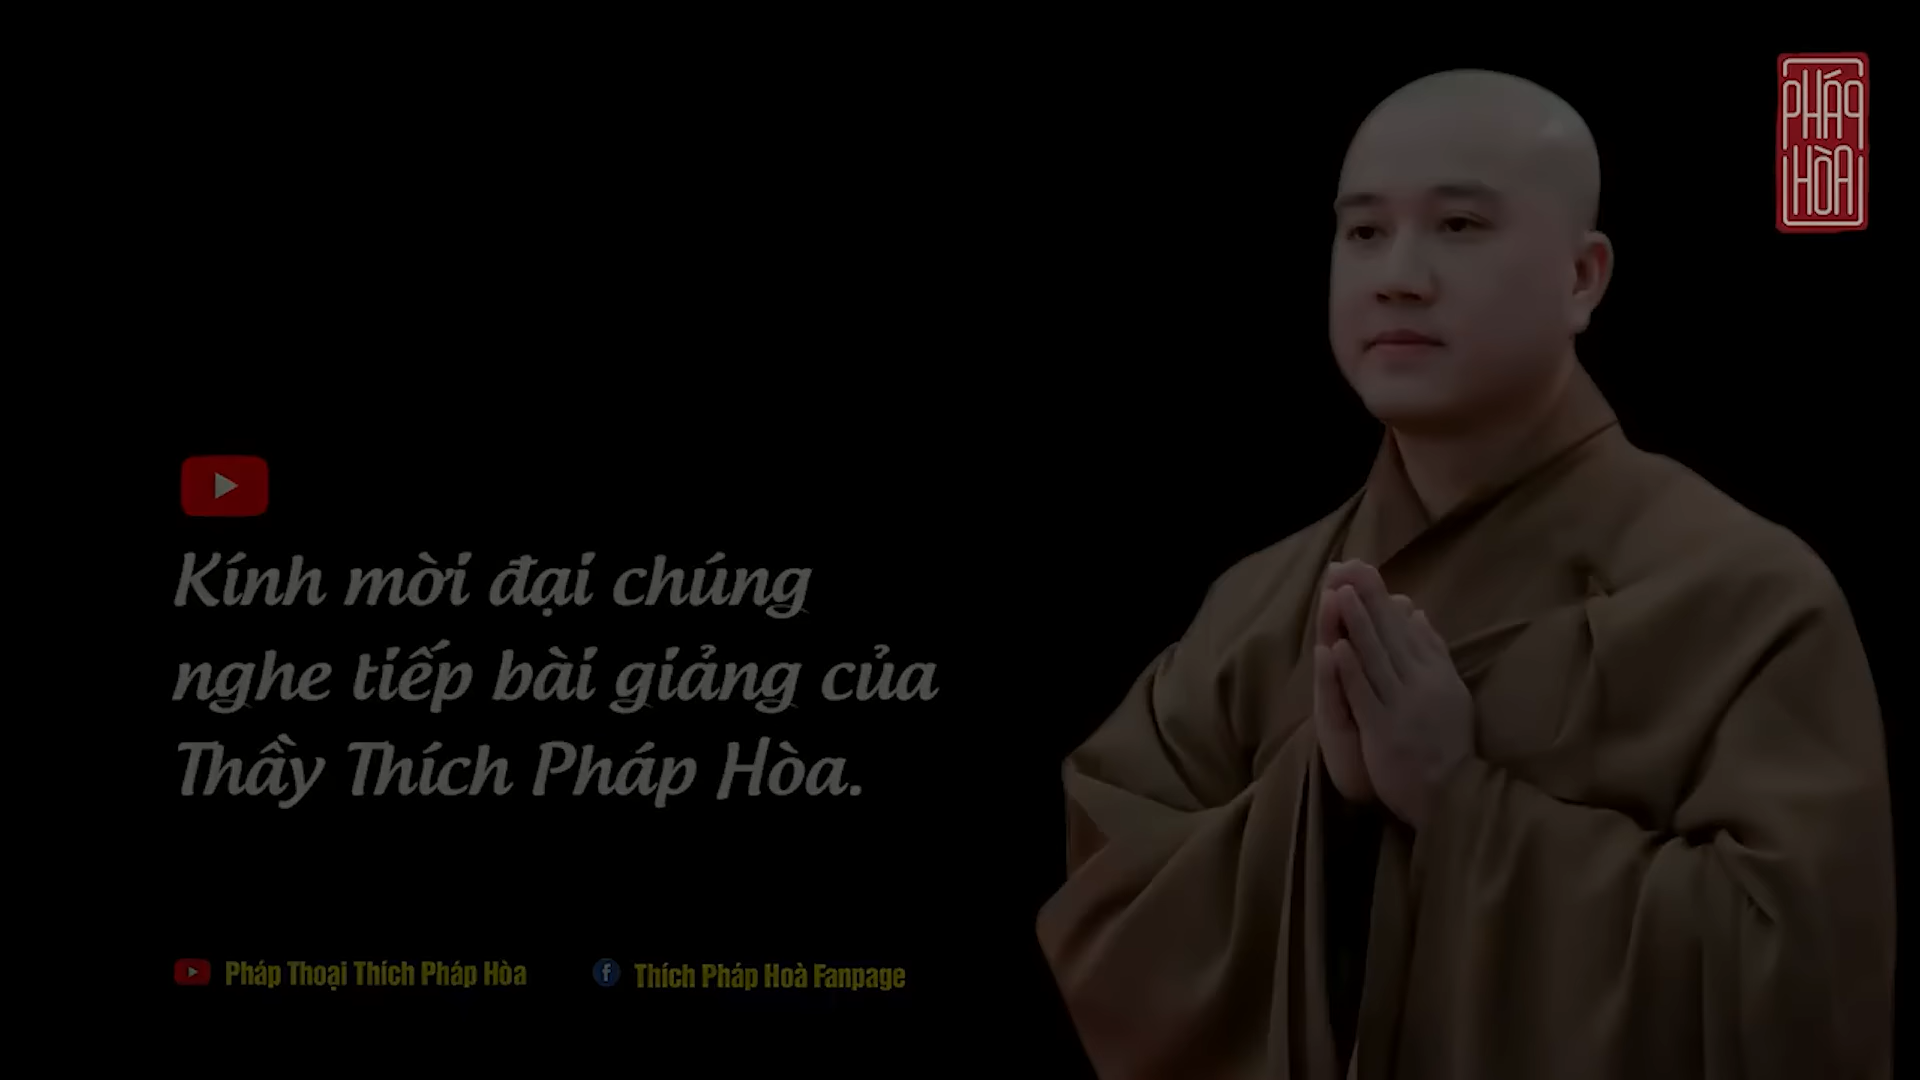 PHÁP
HÒA
Kính mời đại chúng
nghe tiếp bài giảng của
Thầy Thích Pháp Hòa.
Pháp Thoại Thích Pháp Hòa
Thích Pháp Hoà Fanpage